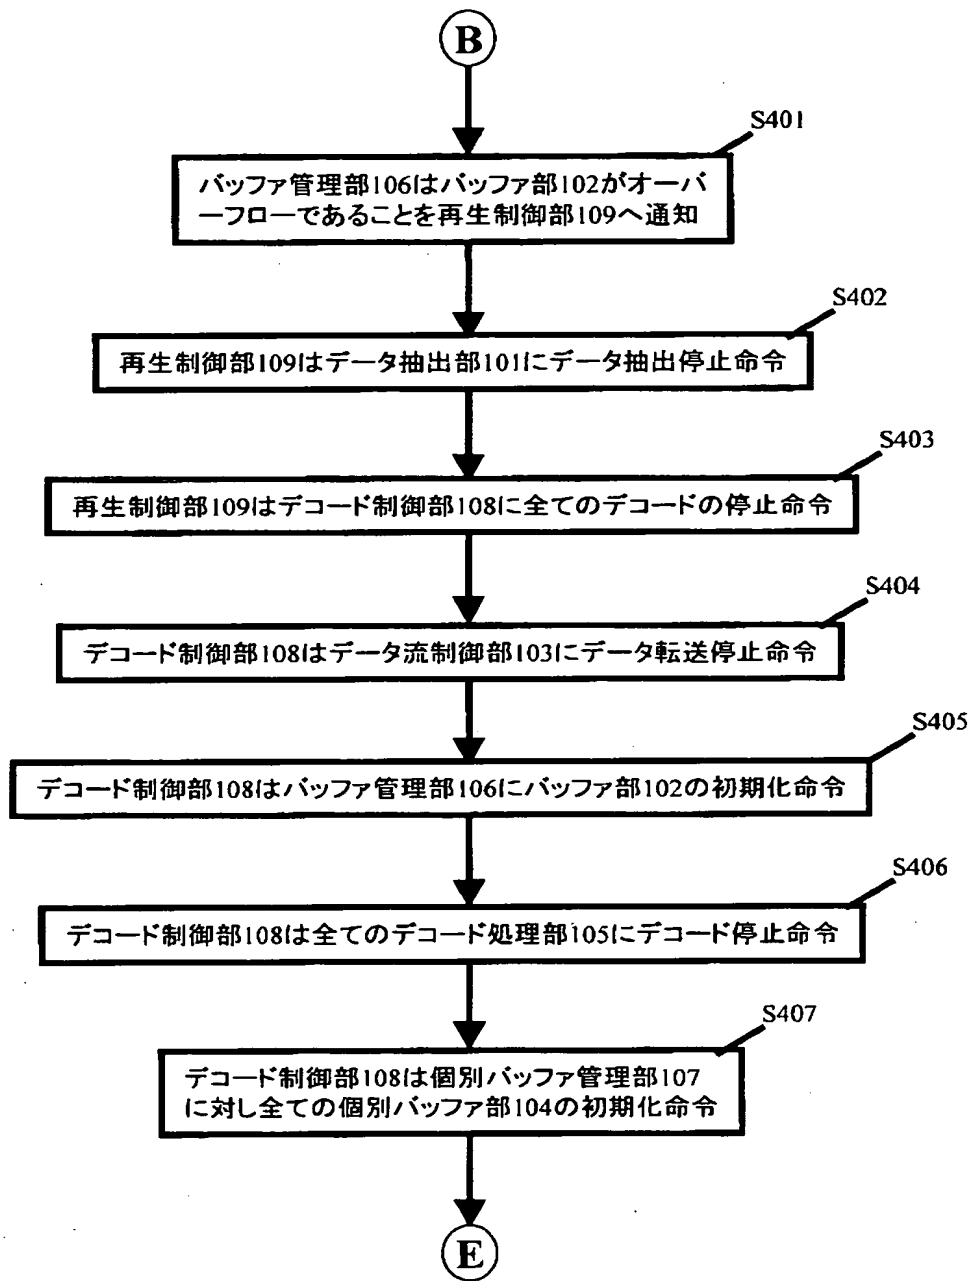 B
S401
バッファ管理部106はバッファ部102がオーバ
ーフローであることを再生制御部109へ通知
S402
再生制御部109はデータ抽出部101にデータ抽出停止命令
S403
再生制御部109はデコード制御部108に全てのデコードの停止命令
S404
デコード制御部108はデータ流制御部103にデータ転送停止命令
S405
デコード制御部108はバッファ管理部106にバッファ部102の初期化命令
S406
デコード制御部108は全てのデコード処理部105にデコード停止命令
S407
デコード制御部108は個別バッファ管理部107
に対し全ての個別バッファ部104の初期化命令
E